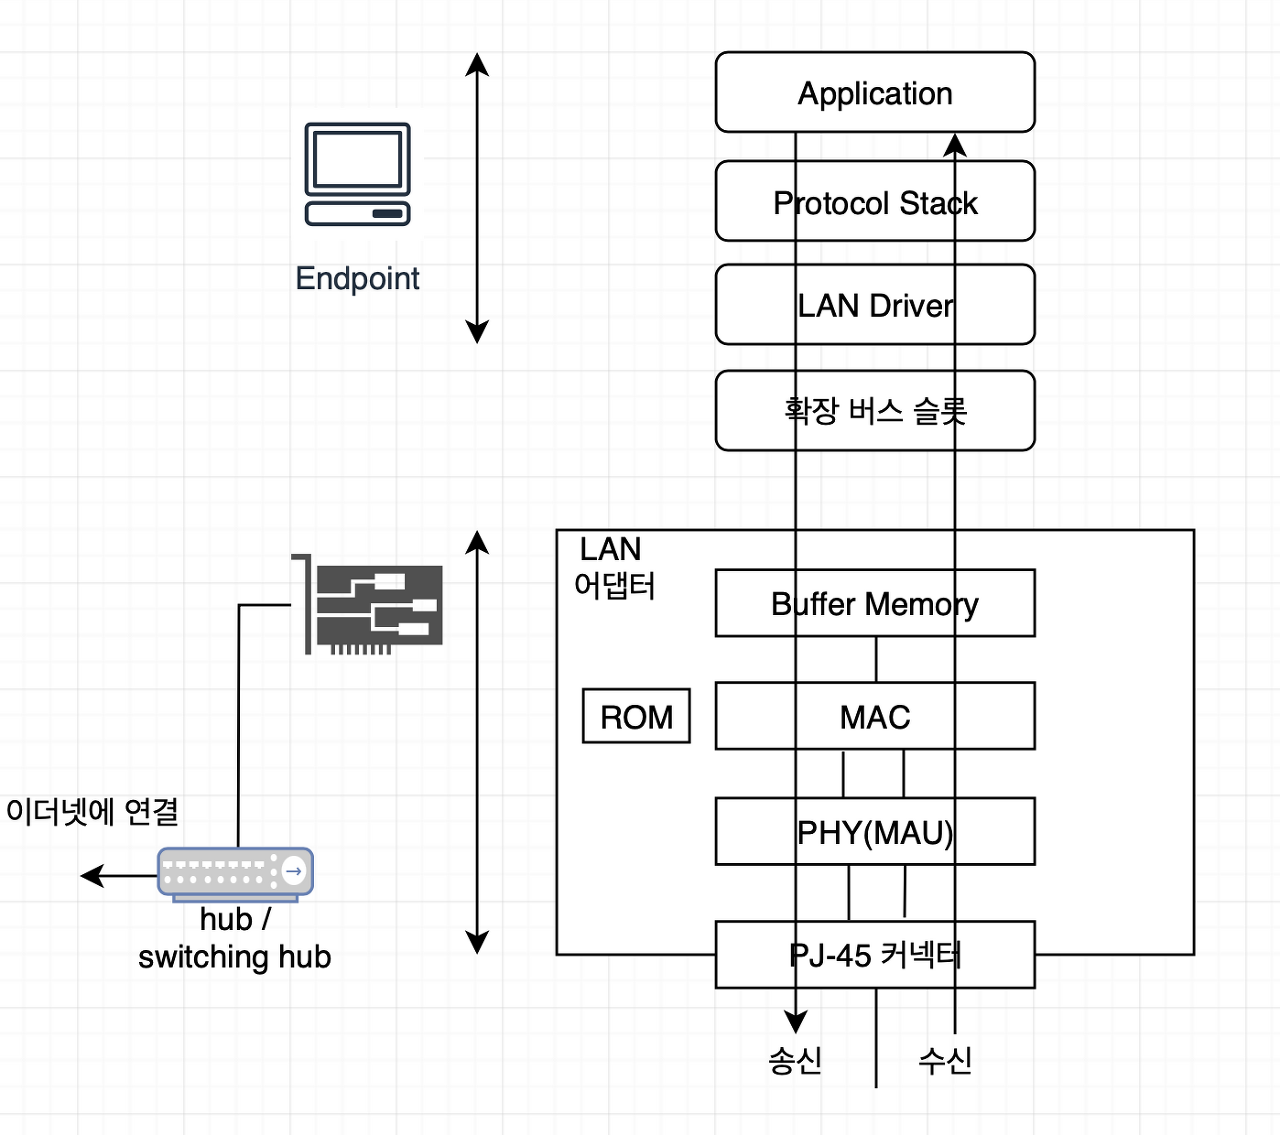 Application
Protocol Stack
Endpoint
LAN Driver
확장 버스 슬롯
LAN
어댑터
Buffer Memory
ROM
MAC
이더넷에 연결
PHY(MAU)
hub /
switching hub
PJ-45 커넥터
송신
수신